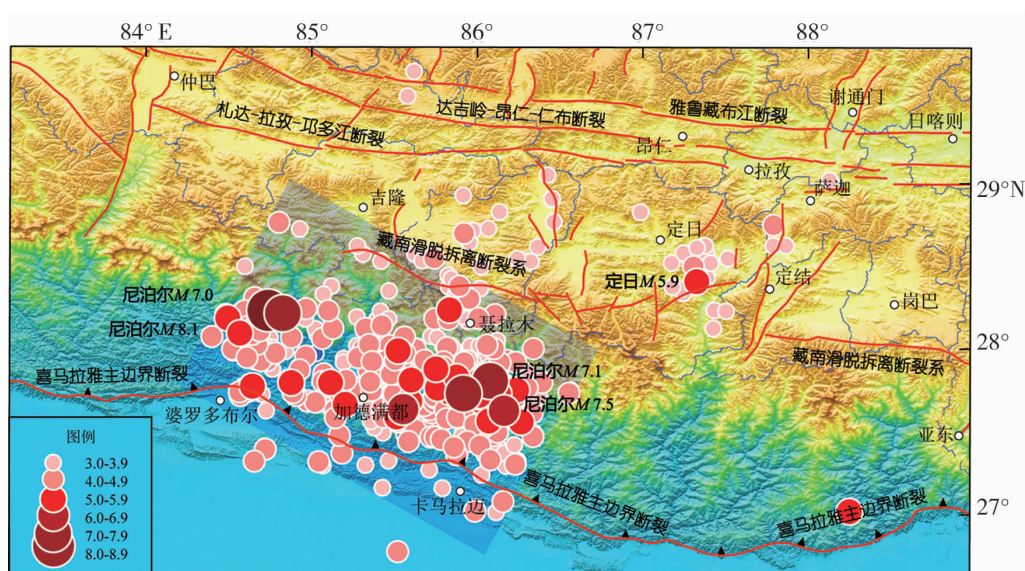 84° E
85°
86°
87°
88°
仲巴
札达-拉孜-邛多江断裂
达吉岭-昂仁-仁布断裂
雅鲁藏布江断裂
谢通门
日喀则
昂仁
拉孜
萨迦
29°N
吉隆
藏南滑脱拆离断裂系
定日
定日M 5.9
定结
岗巴
尼泊尔M 7.0
尼泊尔M 8.1
聂拉木
28°
藏南滑脱拆离断裂系
喜马拉雅主边界断裂
尼泊尔M 7.1
尼泊尔M 7.5
婆罗多布尔
加德满都
亚东
图例
3.0-3.9
4.0-4.9
5.0-5.9
6.0-6.9
7.0-7.9
8.0-8.9
卡马拉迈
喜马拉雅主边界断裂
喜马拉雅主边界断裂
27°